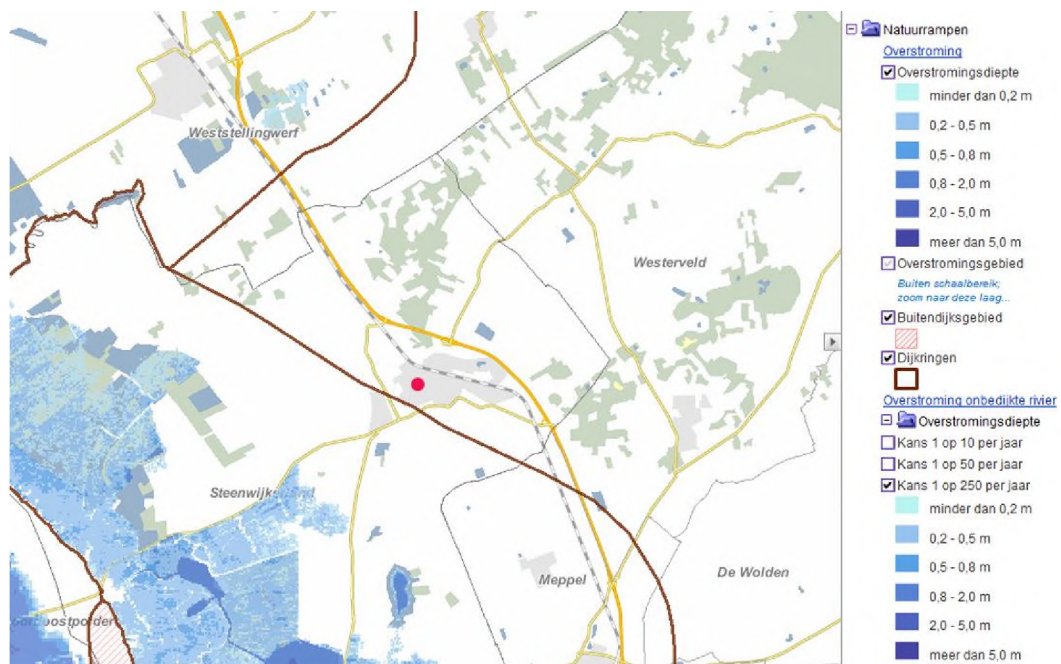 Weststellingwerf
Westerveld
Steenwijkerland
Meppel
De Wolden
Natuurrampen
Overstroming
Overstromingsdiepte
minder dan 0,2 m
0,2 - 0,5 m
0,5 - 0,8 m
0,8 - 2,0 m
2,0 - 5,0 m
meer dan 5,0 m
Overstromingsgebied
Buiten schaalbereik;
zoom naar deze laag...
Buitendijksgebied
Dijkringen
Overstroming onbedijkte rivier
Overstromingsdiepte
Kans 1 op 10 per jaar
Kans 1 op 50 per jaar
Kans 1 op 250 per jaar
minder dan 0,2 m
0,2 - 0,5 m
0,5 - 0,8 m
0,8 - 2,0 m
2,0 - 5,0 m
meer dan 5,0 m